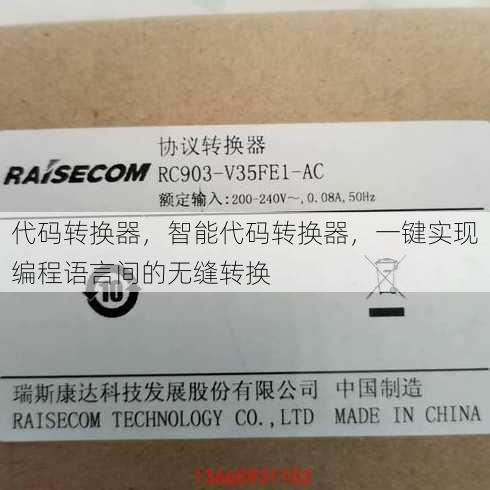 协议转换器
RAISECOM RC903-V35FE1-AC
额定输入:200-240V~,0.08A,50Hz
代码转换器，智能代码转换器，一键实现
编程语言间的无缝转换
10
瑞斯康达科技发展股份有限公司 中国制造
RAISECOM TECHNOLOGY CO.,LTD MADE IN CHINA